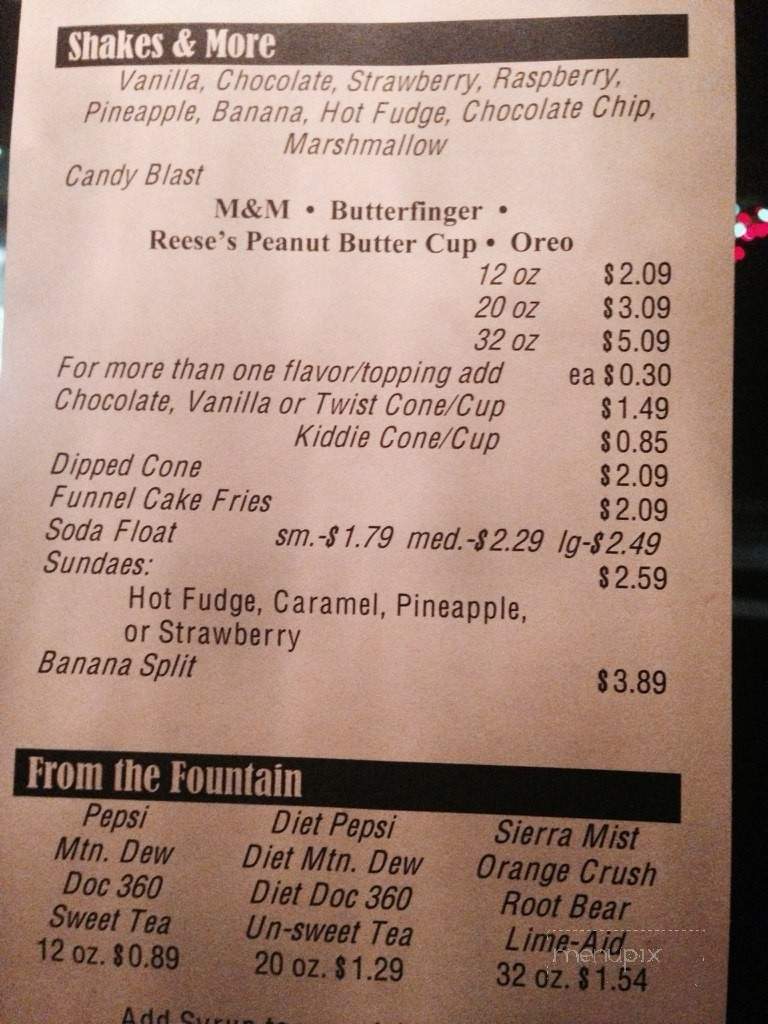 Shakes & More
Vanilla, Chocolate, Strawberry, Raspberry,
Pineapple, Banana, Hot Fudge, Chocolate Chip,
Marshmallow
Candy Blast
M&M • Butterfinger •
Reese's Peanut Butter Cup • Oreo
12 oz $2.09
20 oz $3.09
32 oz $5.09
For more than one flavor/topping add ea $0.30
Chocolate, Vanilla or Twist Cone/Cup $1.49
Kiddie Cone/Cup $0.85
Dipped Cone $2.09
Funnel Cake Fries $2.09
Soda Float sm.-$1.79 med.-$2.29 lg-$2.49
Sundaes: $2.59
Hot Fudge, Caramel, Pineapple,
or Strawberry
Banana Split $3.89
From the Fountain
Pepsi Diet Pepsi Sierra Mist
Mtn. Dew Diet Mtn. Dew Orange Crush
Doc 360 Diet Doc 360 Root Bear
Sweet Tea Un-sweet Tea Lime-Aid
menupix
12 oz. $0.89 20 oz. $1.29 32 oz. $1.54
Add Syrup